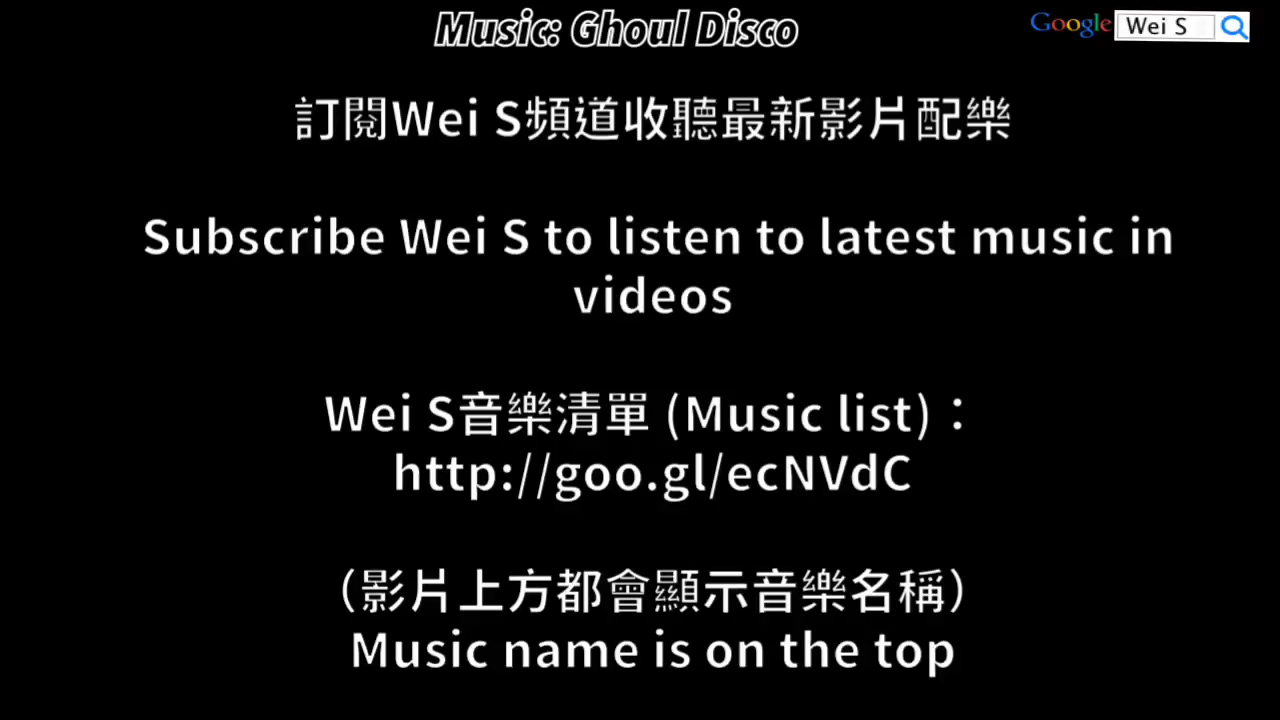 Music: Ghoul Disco
Google Wei S
訂閱Wei S頻道收聽最新影片配樂
Subscribe Wei S to listen to latest music in
videos
Wei S音樂清單 (Music list)：
http://goo.gl/ecNVdC
（影片上方都會顯示音樂名稱）
Music name is on the top